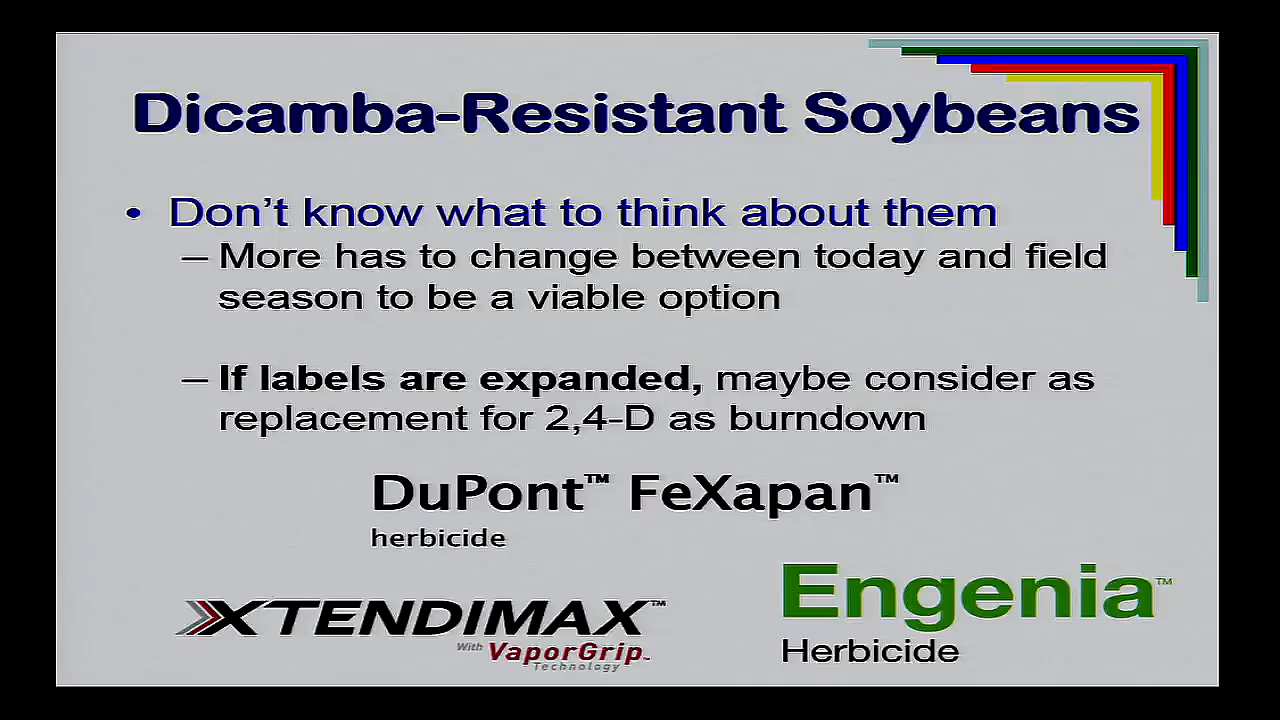 Dicamba-Resistant Soybeans
• Don't know what to think about them
– More has to change between today and field
season to be a viable option
– If labels are expanded, maybe consider as
replacement for 2,4-D as burndown
DuPont™ FeXapan™
herbicide
XTENDIMAX™
With VaporGrip™
Technology
Engenia™
Herbicide